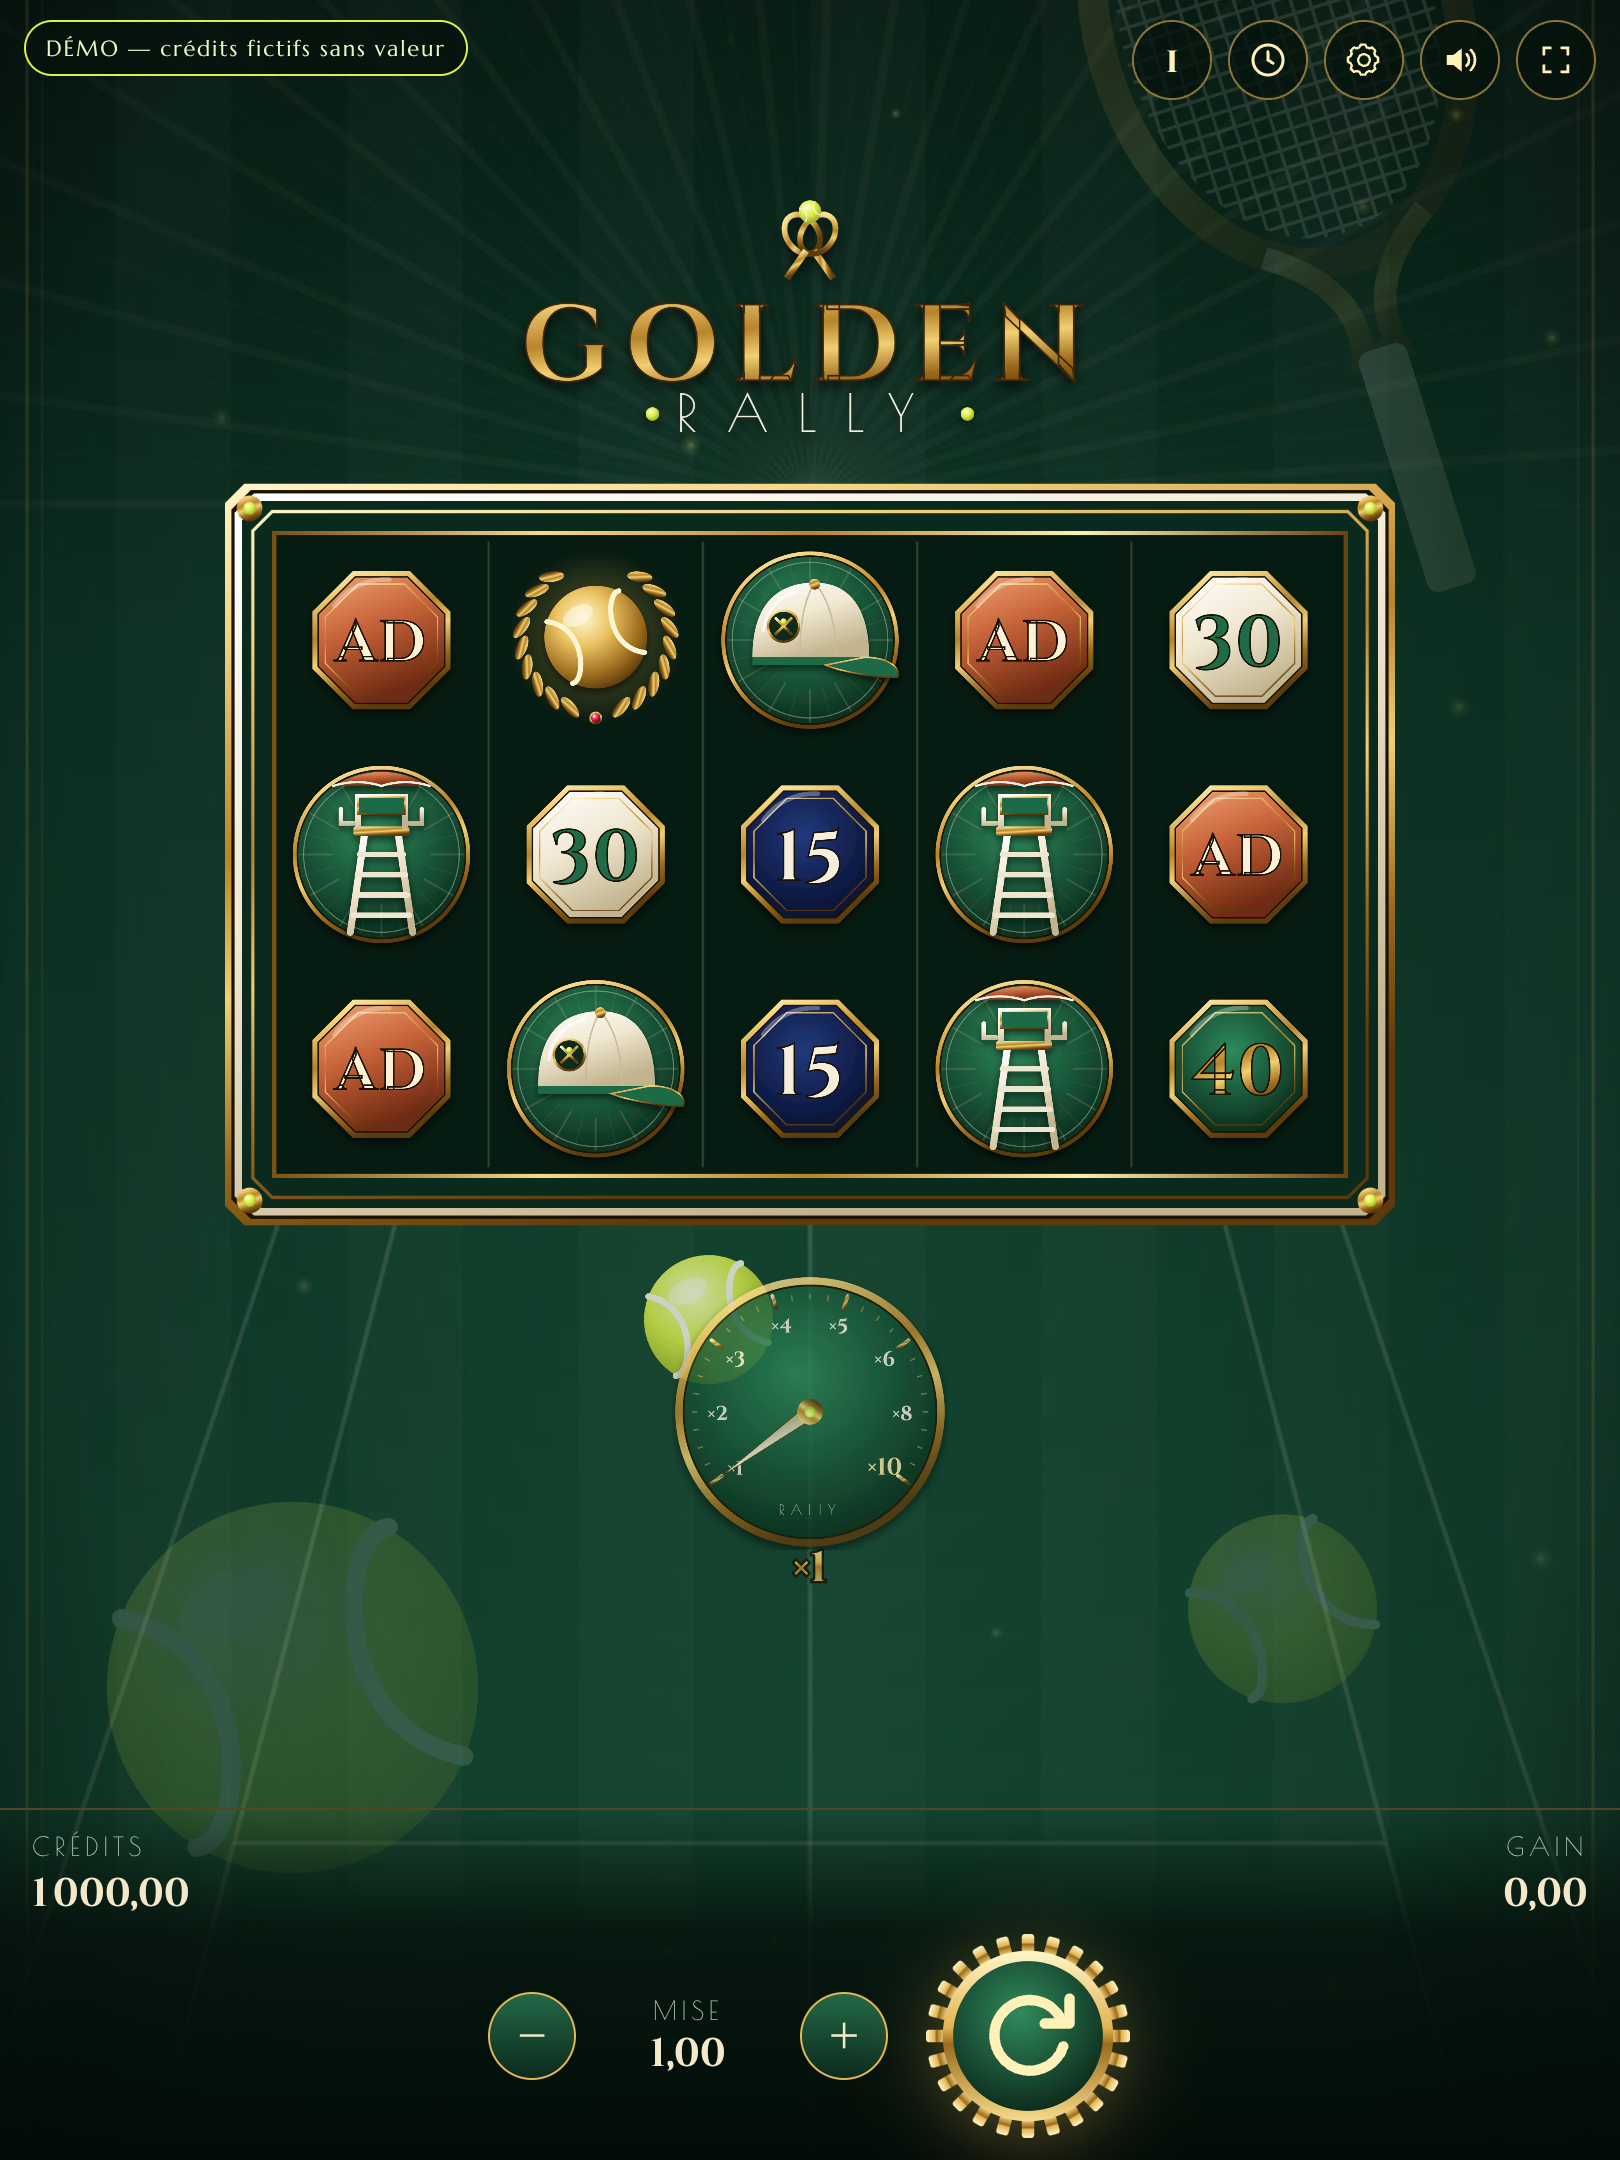 DÉMO — crédits fictifs sans valeur
I
GOLDEN
RALLY
AD AD 30
30 15 AD
AD 15 40
×4 ×5
×3 ×6
×2 ×8
×1 ×10
RALLY
×1
CRÉDITS GAIN
1000,00 0,00
MISE
1,00